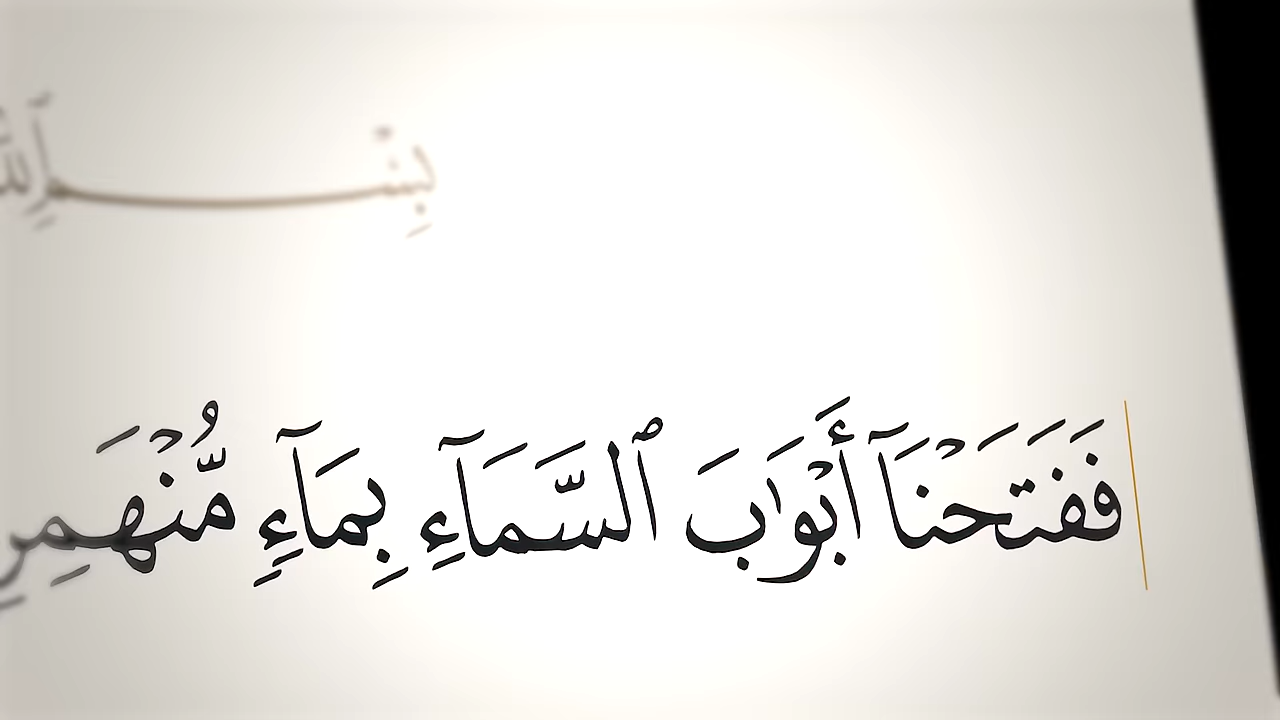 بِسْمِ
فَفَتَحْنَآ أَبْوَٰبَ ٱلسَّمَآءِ بِمَآءٍ مُّنْهَمِرٍ